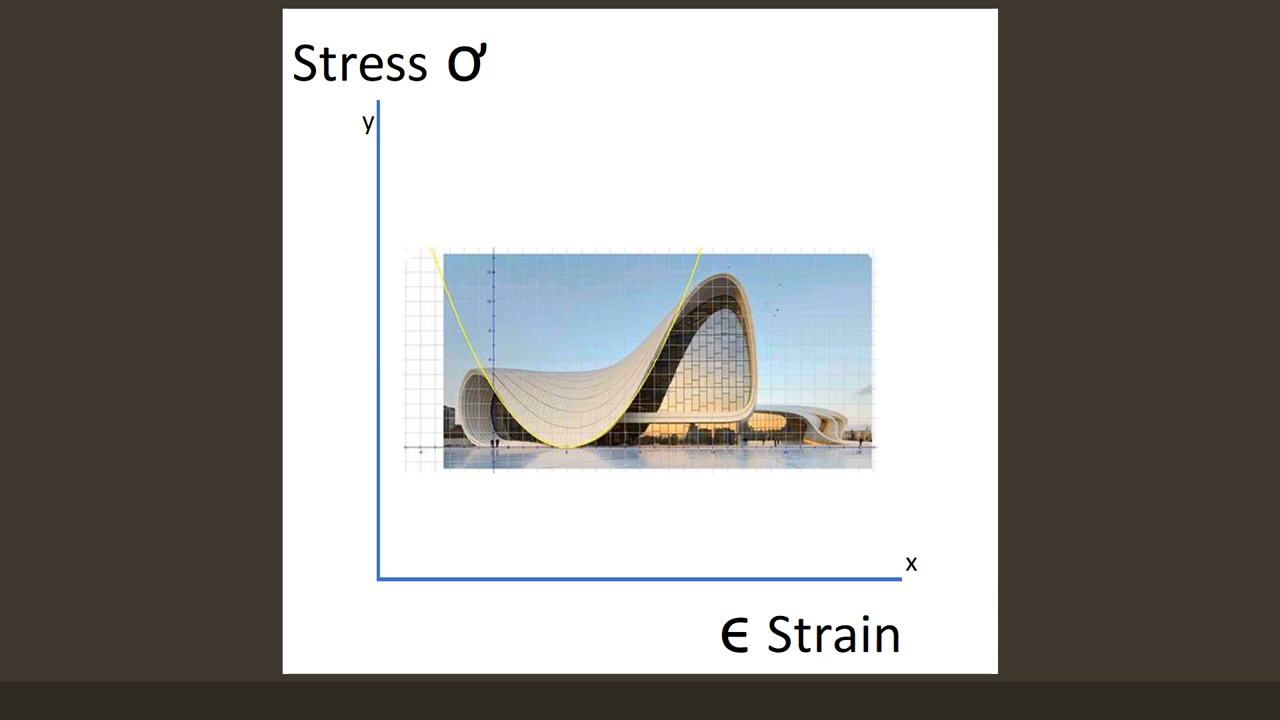 Stress σ
y
x
ϵ Strain